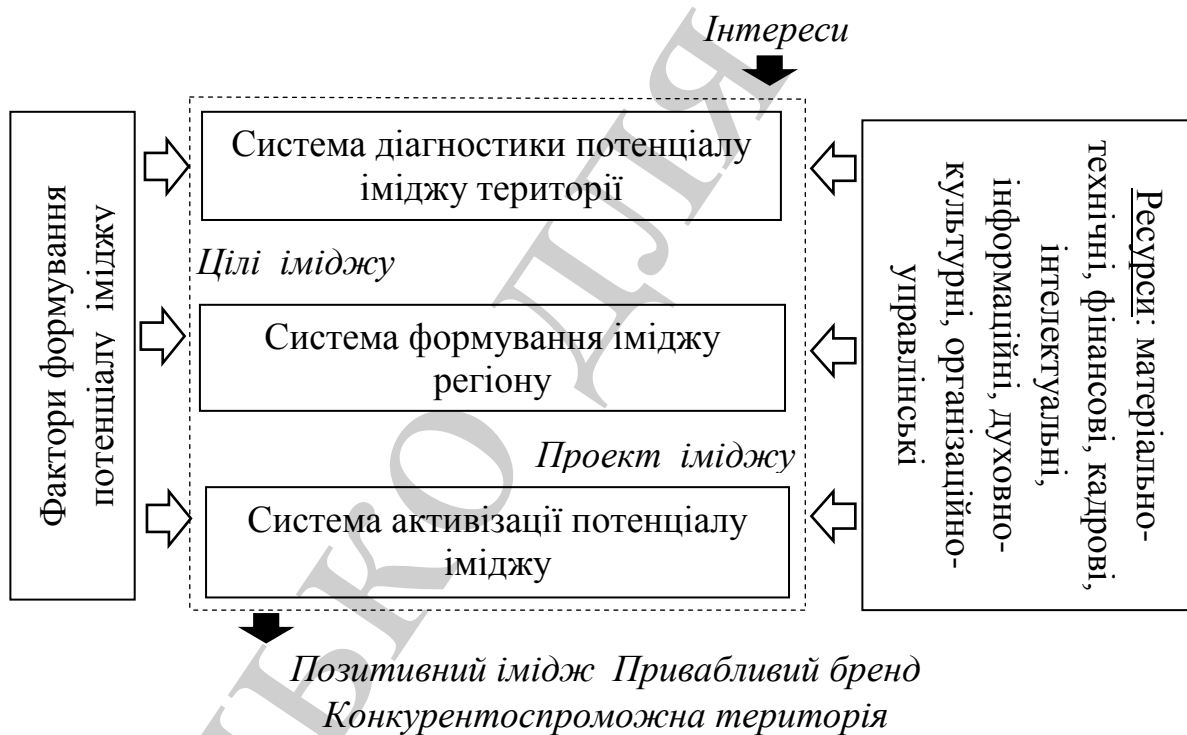 Інтереси
Фактори формування
потенціалу іміджу
Система діагностики потенціалу
іміджу території
Цілі іміджу
Система формування іміджу
регіону
Проект іміджу
Система активізації потенціалу
іміджу
Ресурси: матеріально-
технічні, фінансові, кадрові,
інтелектуальні,
інформаційні, духовно-
культурні, організаційно-
управлінські
Позитивний імідж Привабливий бренд
Конкурентоспроможна територія
ЬКО ДЛЯ